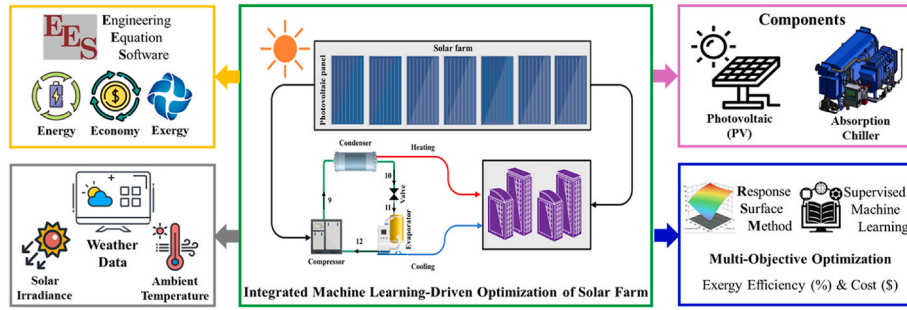 EES
Engineering
Equation
Software
Energy
Economy
Exergy
Weather
Data
Solar
Irradiance
Ambient
Temperature
Solar farm
Photovoltaic panel
Condenser
Heating
10
Valve
9
11
Evaporator
12
Compressor
Cooling
Integrated Machine Learning-Driven Optimization of Solar Farm
Components
Photovoltaic
(PV)
Absorption
Chiller
Response
Surface
Method
Supervised
Machine
Learning
Multi-Objective Optimization
Exergy Efficiency (%) & Cost ($)